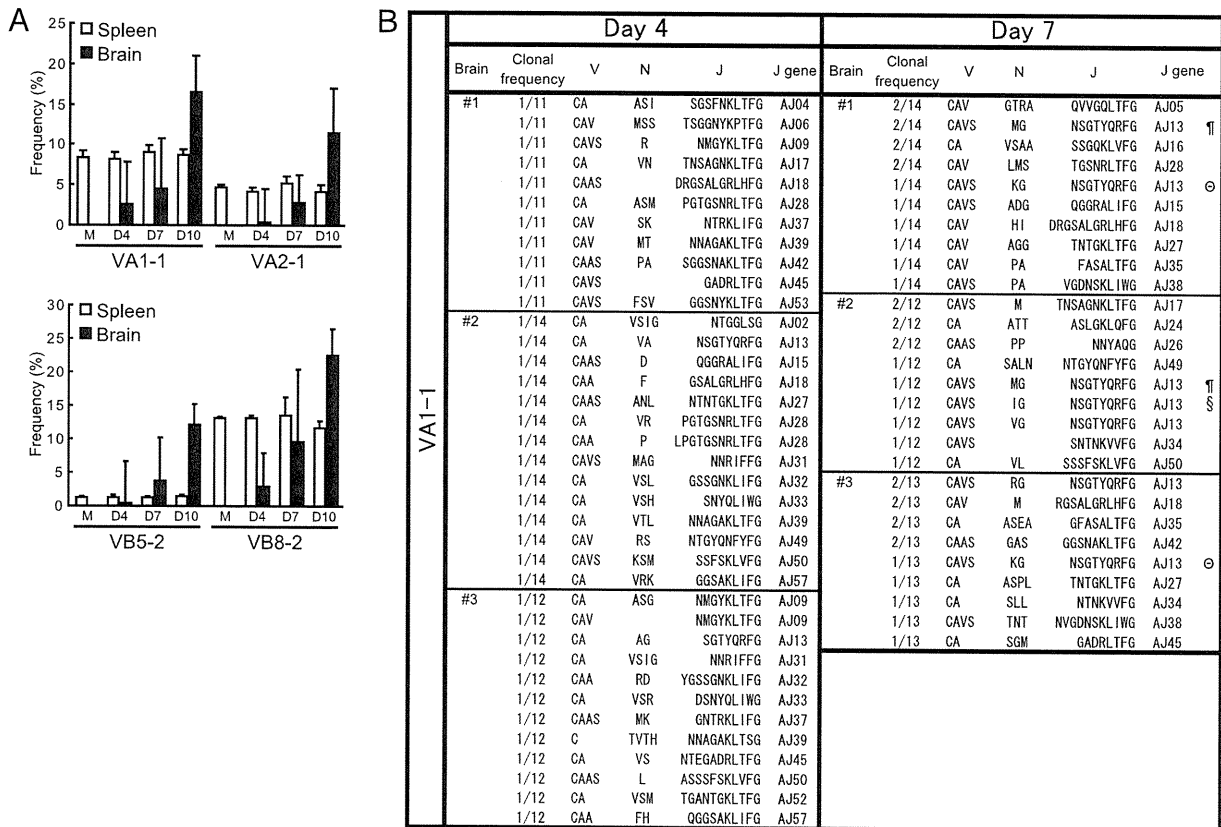 A
25
20
15
10
5
0
Frequency (%)
Spleen
Brain
M D4 D7 D10 M D4 D7 D10
VA1-1 VA2-1
30
25
20
15
10
5
0
Frequency (%)
Spleen
Brain
M D4 D7 D10 M D4 D7 D10
VB5-2 VB8-2
B
VA1-1
Day 4
Brain Clonal frequency V N J J gene
#1 1/11 CA ASI SGSFNKLTFG AJ04
1/11 CAV MSS TSGGNYKPTFG AJ06
1/11 CAVS R NMGYKLTFG AJ09
1/11 CA VN TNSAGNKLTFG AJ17
1/11 CAAS DRGSALGRLHFG AJ18
1/11 CA ASM PGTGSNRLTFG AJ28
1/11 CAV SK NTRKLIFG AJ37
1/11 CAV MT NNAGAKLTFG AJ39
1/11 CAAS PA SGGSNAKLTFG AJ42
1/11 CAVS GADRLTFG AJ45
1/11 CAVS FSV GGSNYKLTFG AJ53
#2 1/14 CA VSIG NTGGLSG AJ02
1/14 CA VA NSGTYQRFG AJ13
1/14 CAAS D QGGRALIFG AJ15
1/14 CAA F GSALGRLHFG AJ18
1/14 CAAS ANL NTNTGKLTFG AJ27
1/14 CA VR PGTGSNRLTFG AJ28
1/14 CAA P LPGTGSNRLTFG AJ28
1/14 CAVS MAG NNRIFFG AJ31
1/14 CA VSL GSSGNKLIFG AJ32
1/14 CA VSH SNYQLIWG AJ33
1/14 CA VTL NNAGAKLTFG AJ39
1/14 CAV RS NTGYQNFYFG AJ49
1/14 CAVS KSM SSFSKLVFG AJ50
1/14 CA VRK GGSAKLIFG AJ57
#3 1/12 CA ASG NMGYKLTFG AJ09
1/12 CAV NMGYKLTFG AJ09
1/12 CA AG SGTYQRFG AJ13
1/12 CA VSIG NNRIFFG AJ31
1/12 CAA RD YGSSGNKLIFG AJ32
1/12 CA VSR DSNYQLIWG AJ33
1/12 CAAS MK GNTRKLIFG AJ37
1/12 C TVTH NNAGAKLTSG AJ39
1/12 CA VS NTEGADRLTFG AJ45
1/12 CAAS L ASSSFSKLVFG AJ50
1/12 CA VSM TGANTGKLTFG AJ52
1/12 CAA FH QGGSAKLIFG AJ57
Day 7
Brain Clonal frequency V N J J gene
#1 2/14 CAV GTRA QVVGQLTFG AJ05
2/14 CAVS MG NSGTYQRFG AJ13 ¶
2/14 CA VSAA SSGQKLVFG AJ16
2/14 CAV LMS TGSNRLTFG AJ28
1/14 CAVS KG NSGTYQRFG AJ13 Θ
1/14 CAVS ADG QGGRALIFG AJ15
1/14 CAV HI DRGSALGRLHFG AJ18
1/14 CAV AGG TNTGKLTFG AJ27
1/14 CAV PA FASALTFG AJ35
1/14 CAVS PA VGDNSKLIWG AJ38
#2 2/12 CAVS M TNSAGNKLTFG AJ17
2/12 CA ATT ASLGKLQFG AJ24
2/12 CAAS PP NNYAQG AJ26
1/12 CA SALN NTGYQNFYFG AJ49
1/12 CAVS MG NSGTYQRFG AJ13 ¶
1/12 CAVS IG NSGTYQRFG AJ13 §
1/12 CAVS VG NSGTYQRFG AJ13
1/12 CAVS SNTNKVVFG AJ34
1/12 CA VL SSSFSKLVFG AJ50
#3 2/13 CAVS RG NSGTYQRFG AJ13
2/13 CAV M RGSALGRLHFG AJ18
2/13 CA ASEA GFASALTFG AJ35
2/13 CAAS GAS GGSNAKLTFG AJ42
1/13 CAVS KG NSGTYQRFG AJ13 Θ
1/13 CA ASPL TNTGKLTFG AJ27
1/13 CA SLL NTNKVVFG AJ34
1/13 CAVS TNT NVGDNSKLIWG AJ38
1/13 CA SGM GADRLTFG AJ45